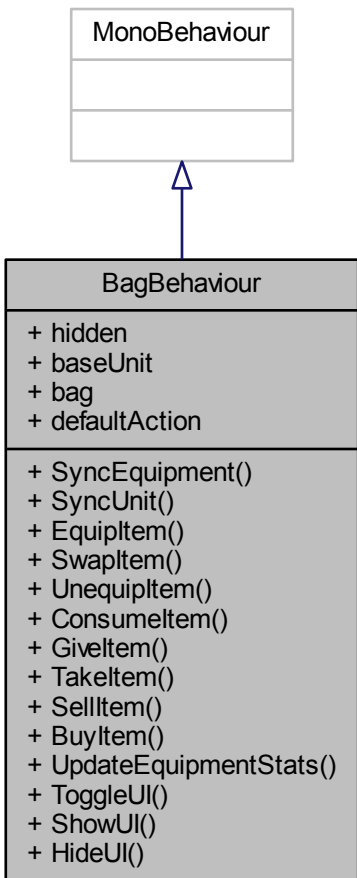 MonoBehaviour
BagBehaviour
+ hidden
+ baseUnit
+ bag
+ defaultAction
+ SyncEquipment()
+ SyncUnit()
+ EquipItem()
+ SwapItem()
+ UnequipItem()
+ ConsumeItem()
+ GiveItem()
+ TakeItem()
+ SellItem()
+ BuyItem()
+ UpdateEquipmentStats()
+ ToggleUI()
+ ShowUI()
+ HideUI()